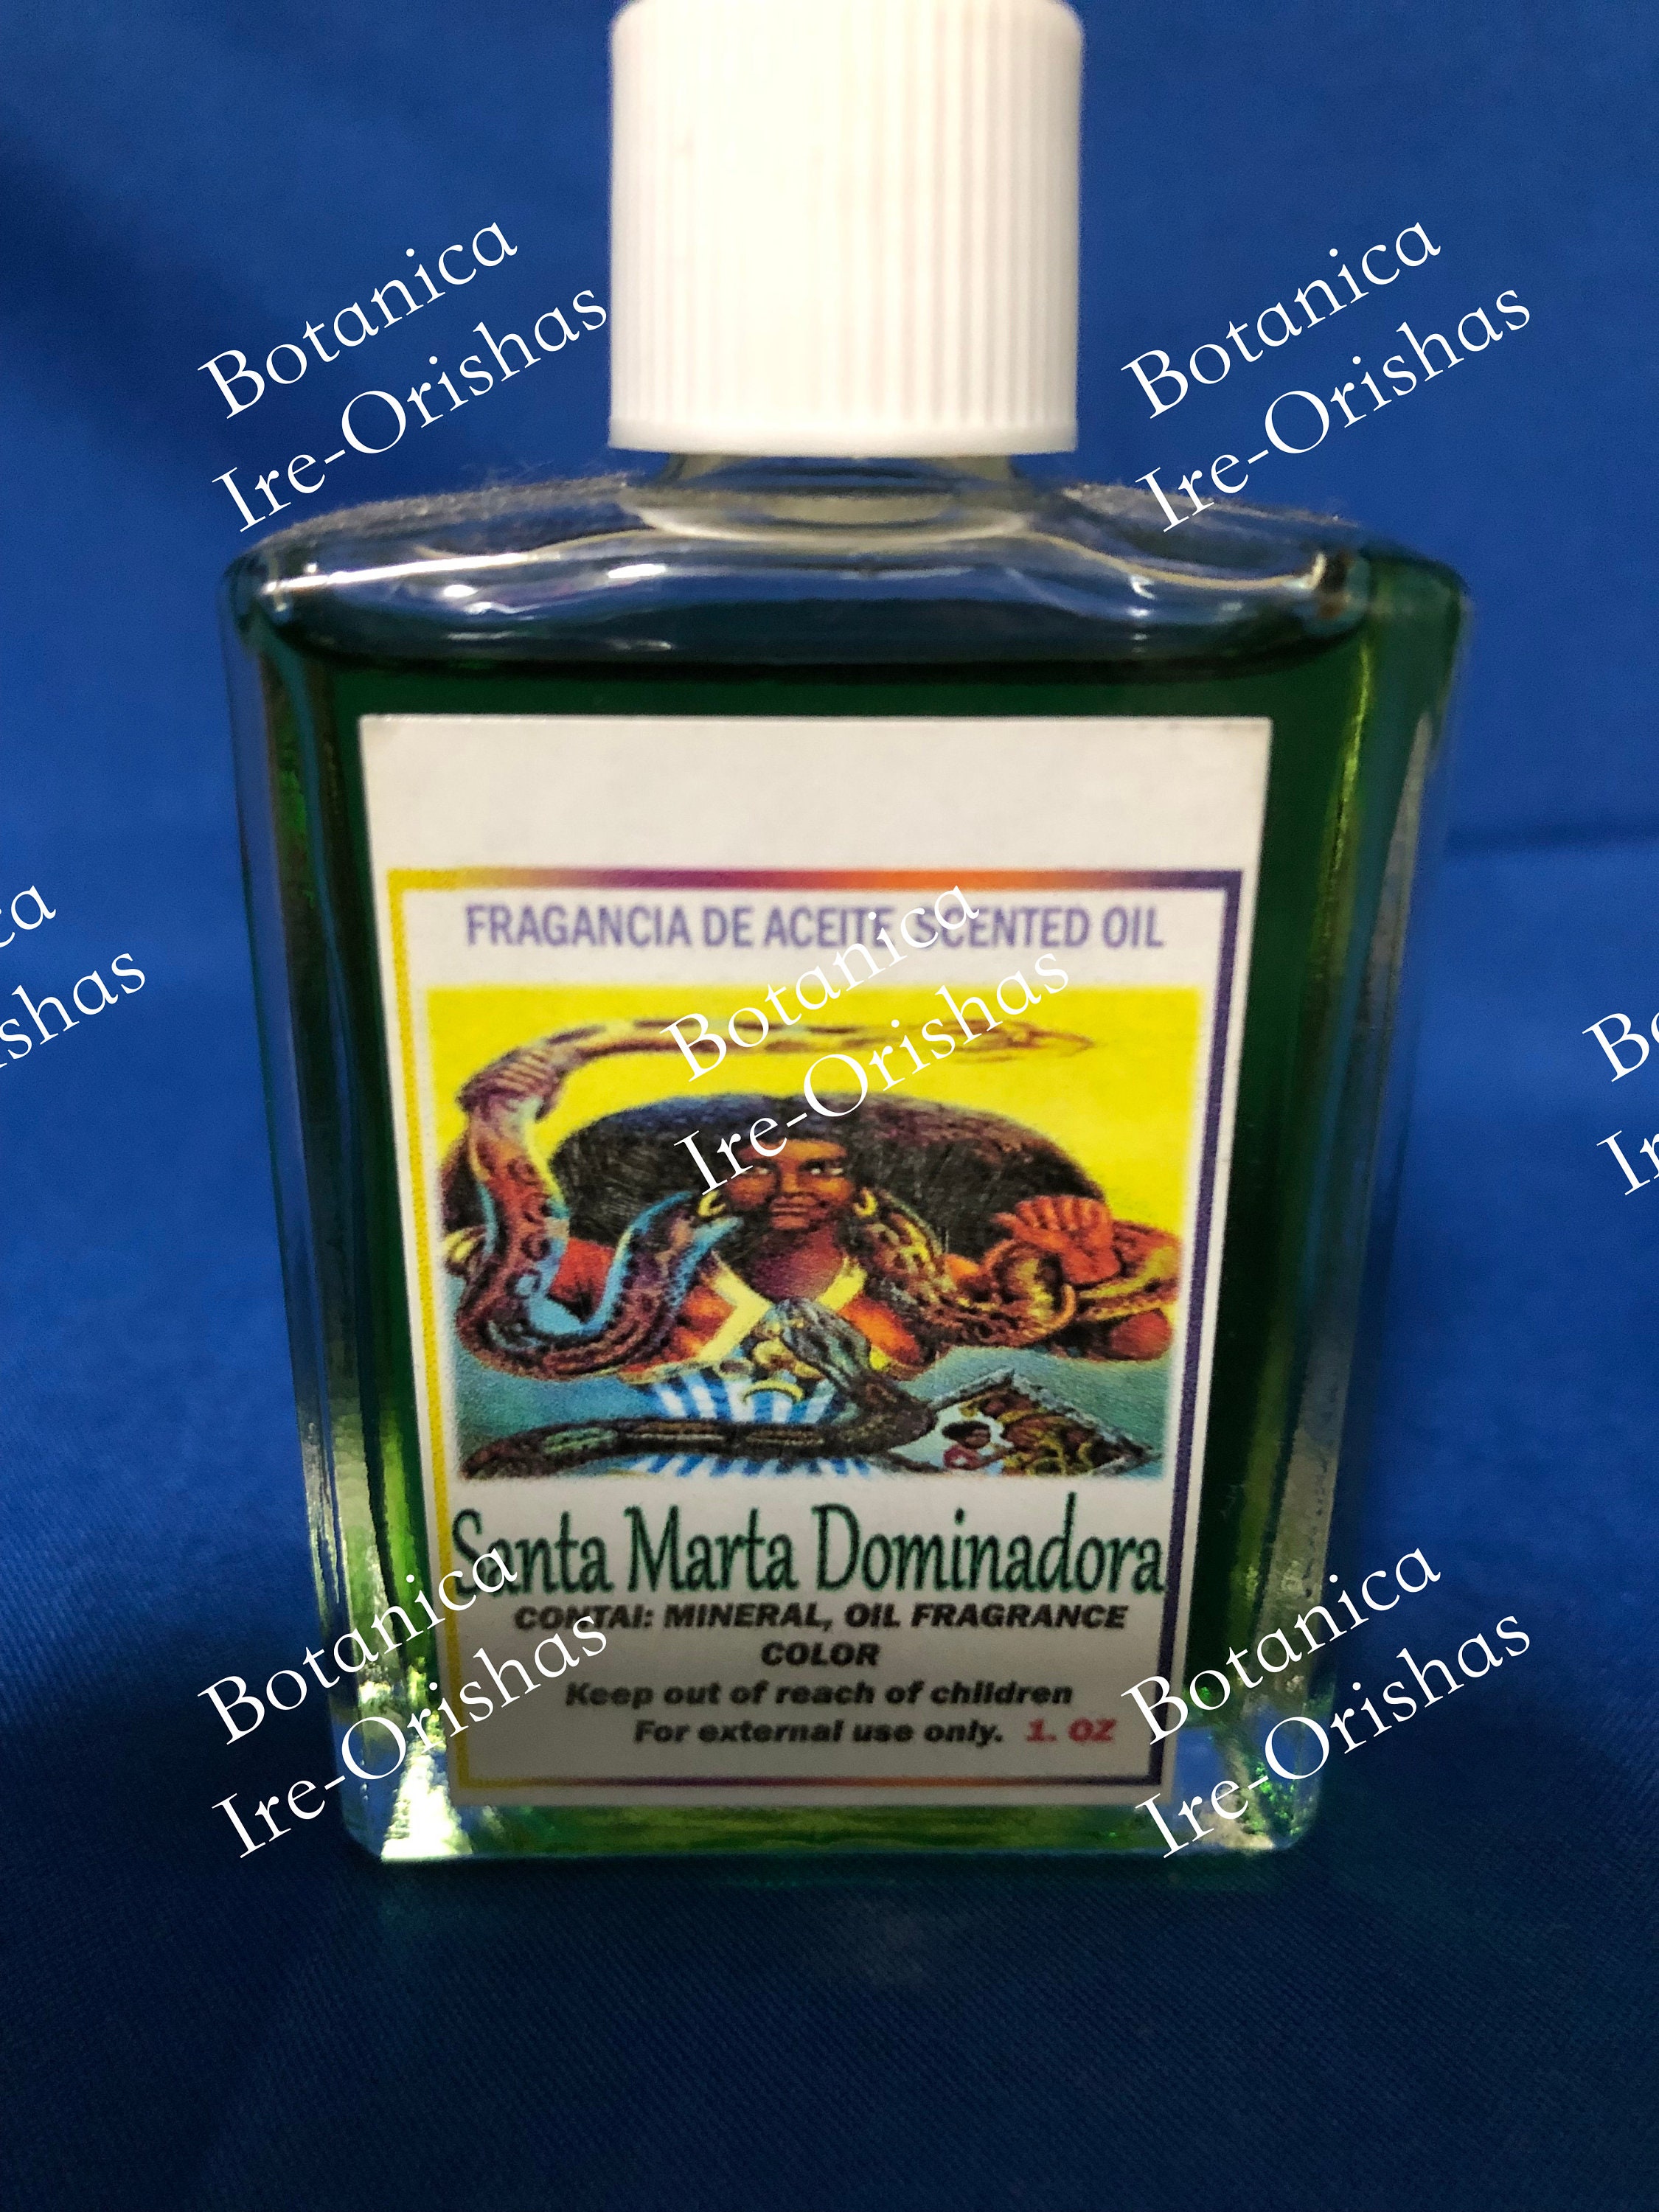 Botanica
Ire-Orishas
Botanica
Ire-Orishas
FRAGANCIA DE ACEITE SCENTED OIL
Botanica
Ire-Orishas
Santa Marta Dominadora
CONTAI: MINERAL, OIL FRAGRANCE
COLOR
Keep out of reach of children
For external use only. 1. OZ
Botanica
Ire-Orishas
Botanica
Ire-Orishas